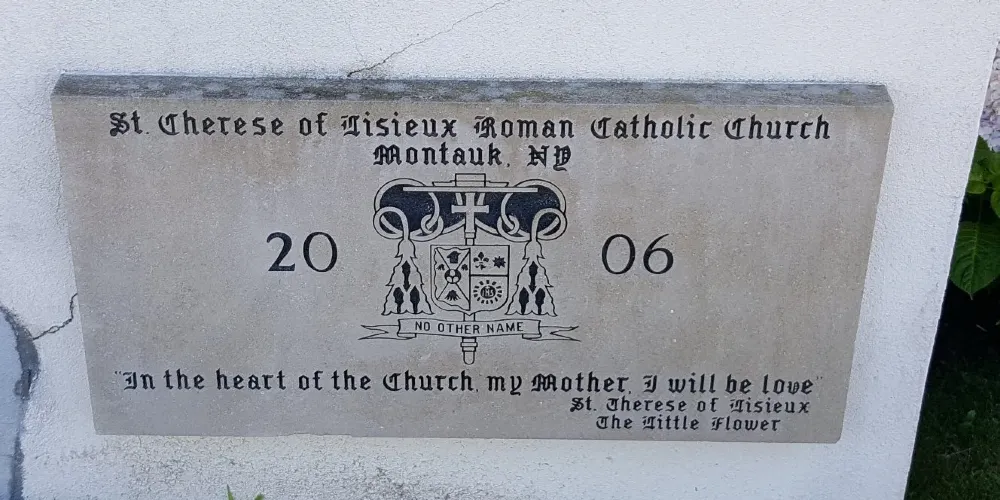 St. Therese of Lisieux Roman Catholic Church
Montauk, NY
20 06
NO OTHER NAME
"In the heart of the Church, my Mother, I will be love"
St. Therese of Lisieux
The Little Flower